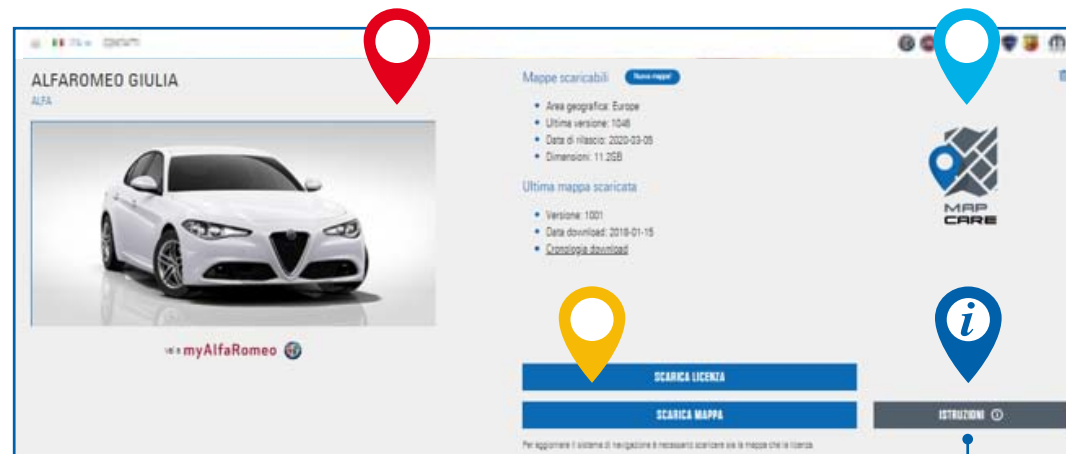 CONTATTI
ALFAROMEO GIULIA
ALFA
myAlfaRomeo
Mappe scaricabili Nuova mappa!
Area geografica: Europe
Ultima versione: 1046
Data di rilascio: 2020-03-05
Dimensioni: 11.2GB
Ultima mappa scaricata
Versione: 1001
Data download: 2018-01-15
Cronologia download
MAP
CARE
i
SCARICA LICENZA
SCARICA MAPPA
ISTRUZIONI
Per aggiornare il sistema di navigazione è necessario scaricare sia la mappa che la licenza.